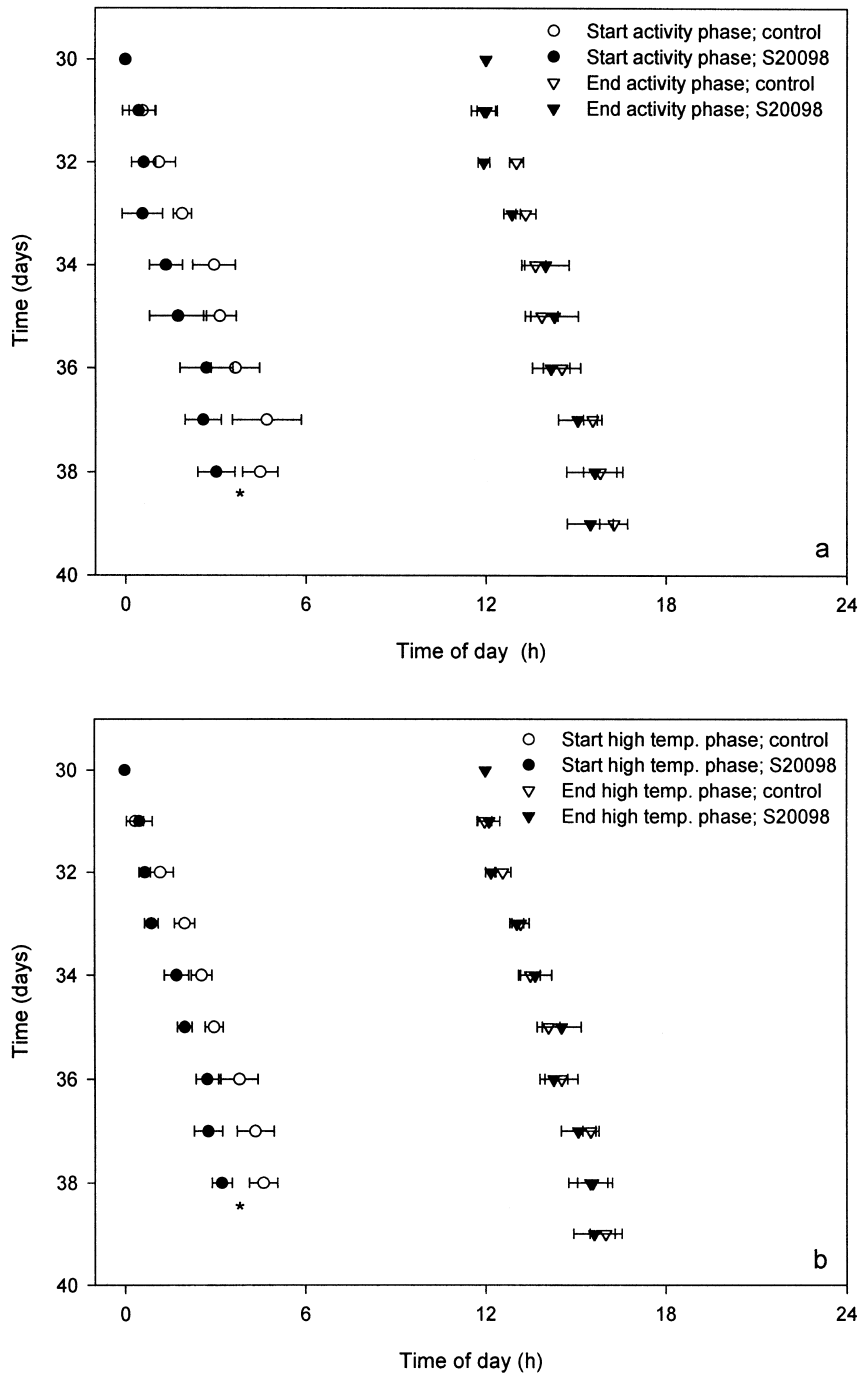 Start activity phase; control
Start activity phase; S20098
End activity phase; control
End activity phase; S20098
30
32
34
36
38
40
Time (days)
*
a
0
6
12
18
24
Time of day (h)
Start high temp. phase; control
Start high temp. phase; S20098
End high temp. phase; control
End high temp. phase; S20098
30
32
34
36
38
40
Time (days)
*
b
0
6
12
18
24
Time of day (h)